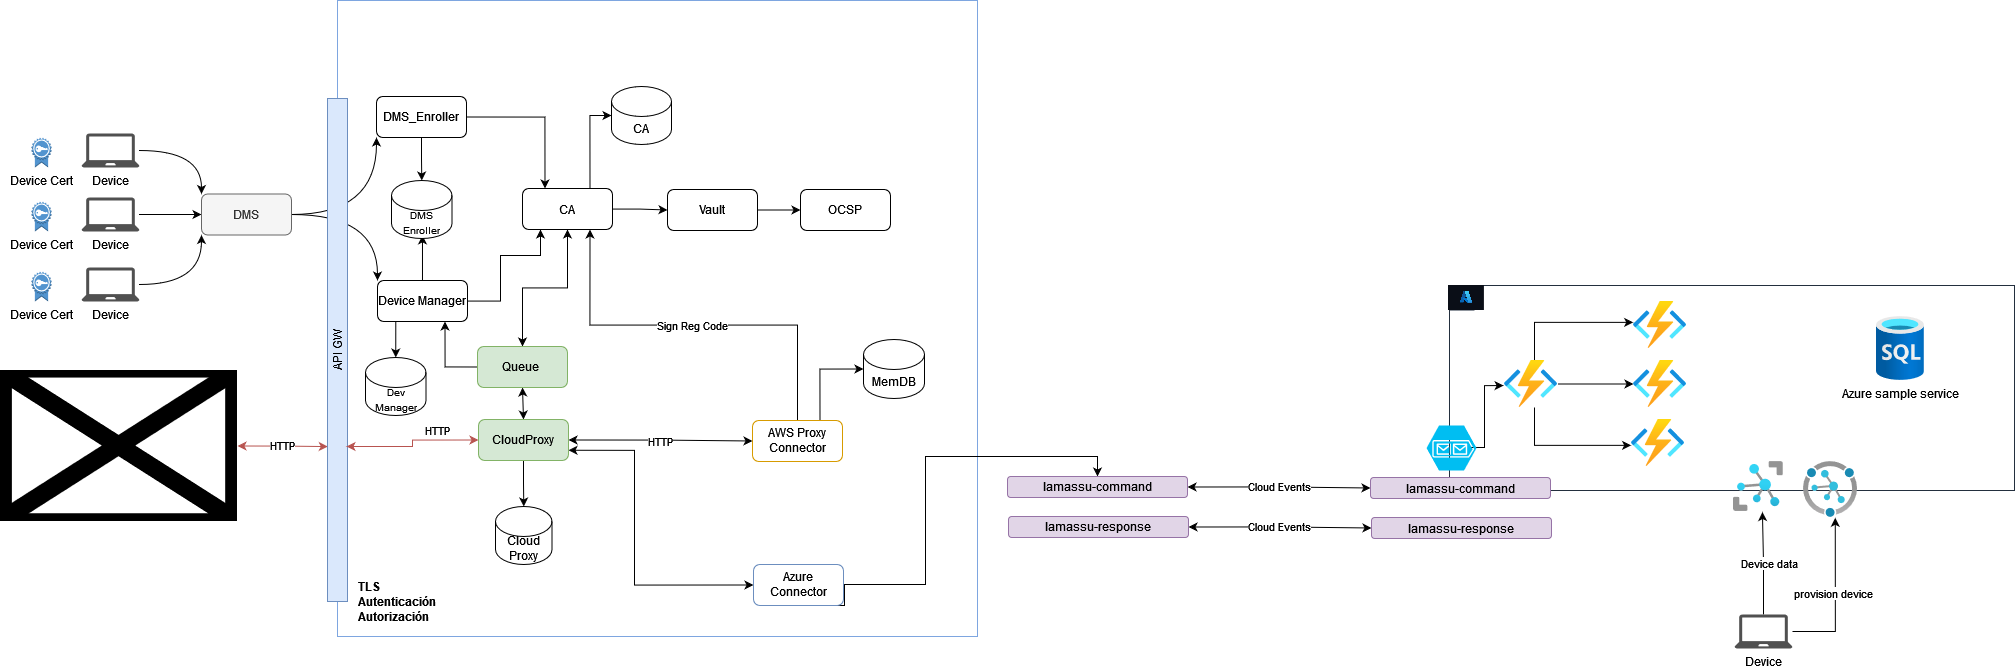 Device Cert
Device
Device Cert
Device
Device Cert
Device
DMS
API GW
DMS_Enroller
DMS
Enroller
CA
CA
Vault
OCSP
Device Manager
Dev
Manager
Queue
Sign Reg Code
MemDB
HTTP
HTTP
CloudProxy
HTTP
AWS Proxy
Connector
Cloud
Proxy
Azure
Connector
TLS
Autenticación
Autorización
lamassu-command
Cloud Events
lamassu-command
lamassu-response
Cloud Events
lamassu-response
SQL
Azure sample service
Device data
provision device
Device